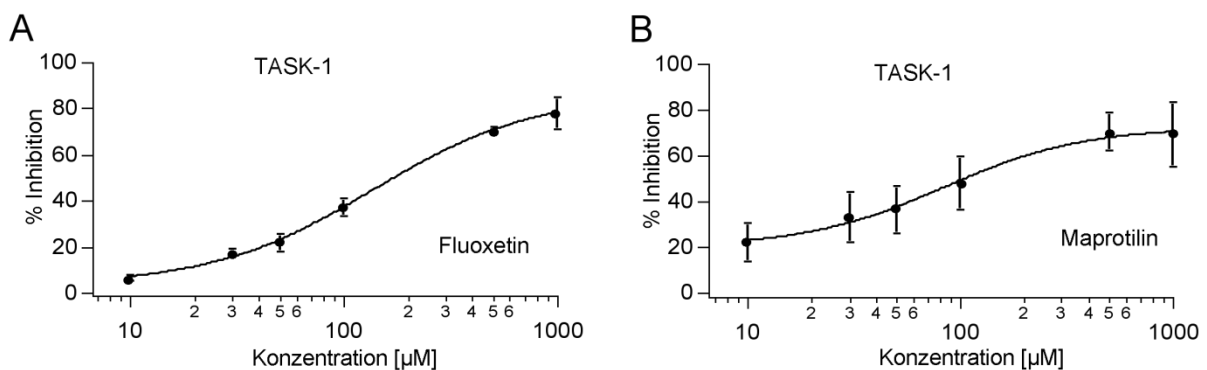 A
TASK-1
100
80
60
40
20
0
% Inhibition
Fluoxetin
2 3 4 5 6 2 3 4 5 6
10 100 1000
Konzentration [µM]
B
TASK-1
100
80
60
40
20
0
% Inhibition
Maprotilin
2 3 4 5 6 2 3 4 5 6
10 100 1000
Konzentration [µM]